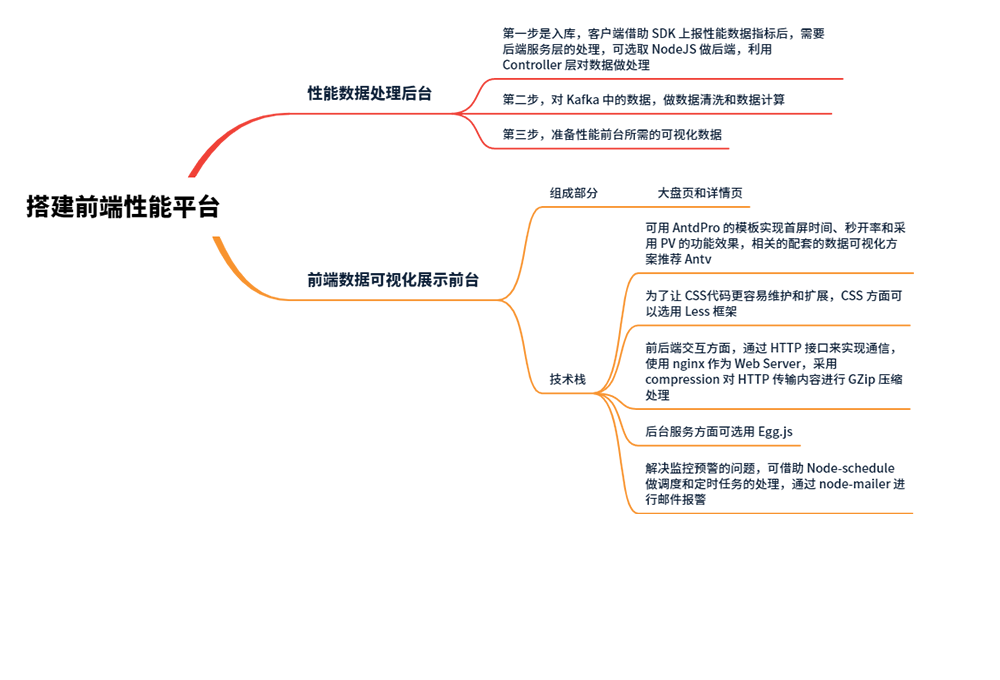 搭建前端性能平台
性能数据处理后台
第一步是入库，客户端借助 SDK 上报性能数据指标后，需要
后端服务层的处理，可选取 NodeJS 做后端，利用
Controller 层对数据做处理
第二步，对 Kafka 中的数据，做数据清洗和数据计算
第三步，准备性能前台所需的可视化数据
前端数据可视化展示前台
组成部分
大盘页和详情页
技术栈
可用 AntdPro 的模板实现首屏时间、秒开率和采
用 PV 的功能效果，相关的配套的数据可视化方
案推荐 Antv
为了让 CSS代码更容易维护和扩展，CSS 方面可
以选用 Less 框架
前后端交互方面，通过 HTTP 接口来实现通信，
使用 nginx 作为 Web Server，采用
compression 对 HTTP 传输内容进行 GZip 压缩
处理
后台服务方面可选用 Egg.js
解决监控预警的问题，可借助 Node-schedule
做调度和定时任务的处理，通过 node-mailer 进
行邮件报警